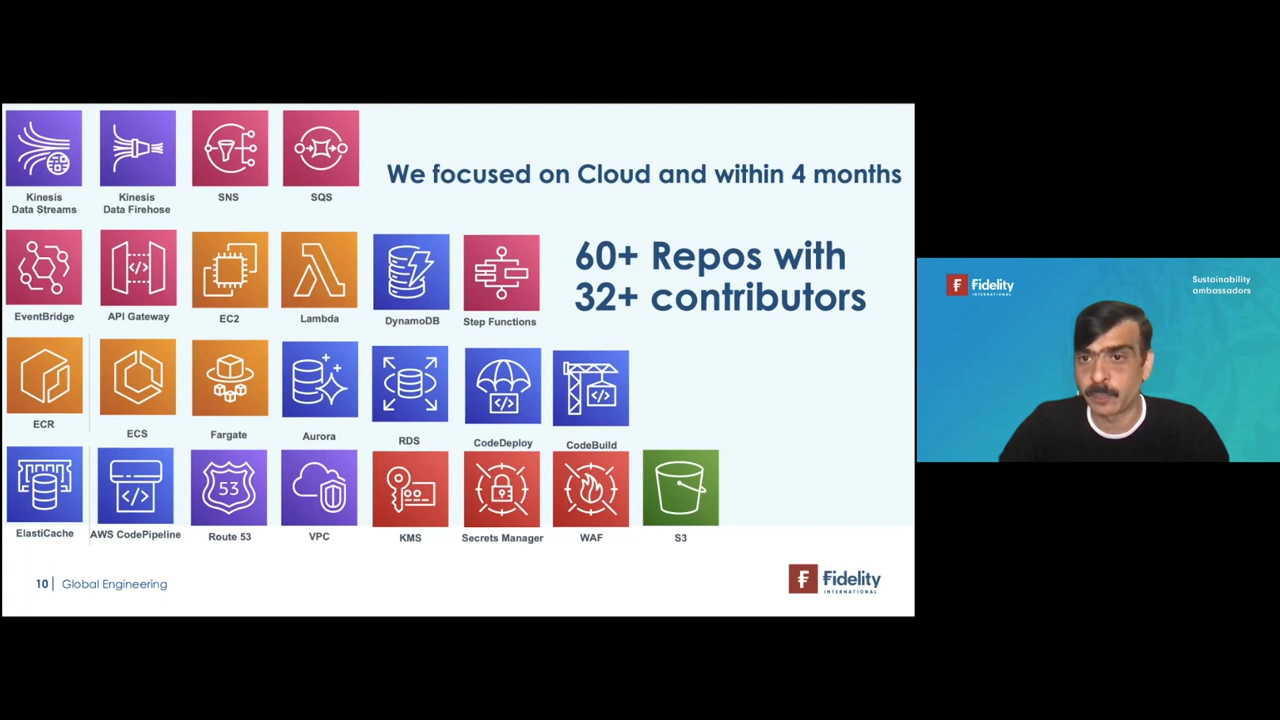 Kinesis
Data Streams
Kinesis
Data Firehose
SNS
SQS
We focused on Cloud and within 4 months
EventBridge
API Gateway
EC2
Lambda
DynamoDB
Step Functions
60+ Repos with
32+ contributors
ECR
ECS
Fargate
Aurora
RDS
CodeDeploy
CodeBuild
53
ElastiCache
AWS CodePipeline
Route 53
VPC
KMS
Secrets Manager
WAF
S3
10 | Global Engineering
Fidelity
INTERNATIONAL
Fidelity
INTERNATIONAL
Sustainability
ambassadors